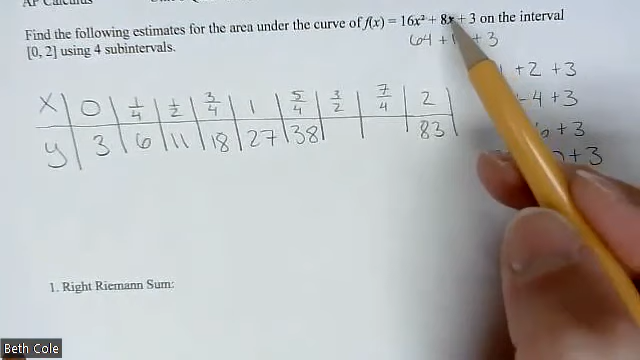 AP Calculus
Find the following estimates for the area under the curve of f(x) = 16x² + 8x + 3 on the interval
[0, 2] using 4 subintervals.
64 + 1 + 3
+ 2 + 3
4 + 3
+ 3
+ 3
X 0 1/4 1/2 3/4 1 5/4 3/2 7/4 2
y 3 6 11 18 27 38 83
1. Right Riemann Sum:
Beth Cole